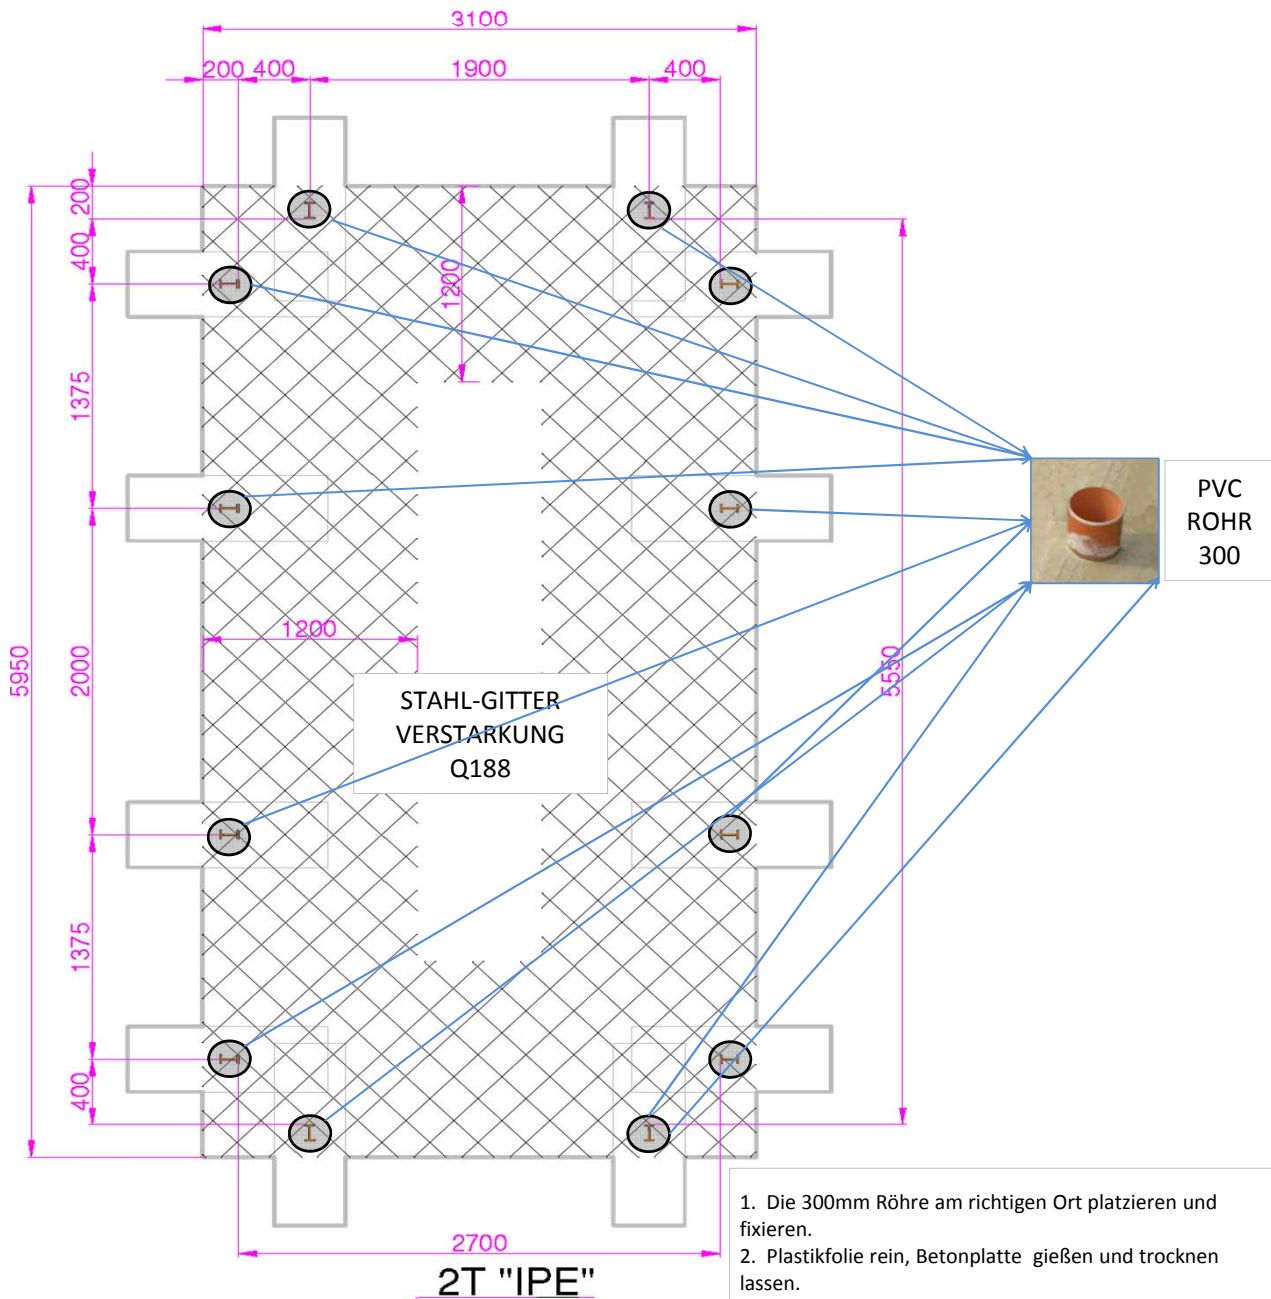 3100
200 400 1900 400
200
400
1200
1375
PVC
ROHR
300
1200
5950
2000
5550
STAHL-GITTER
VERSTARKUNG
Q188
1375
400
2700
2T "IPE"
1. Die 300mm Röhre am richtigen Ort platzieren und
fixieren.
2. Plastikfolie rein, Betonplatte gießen und trocknen
lassen.